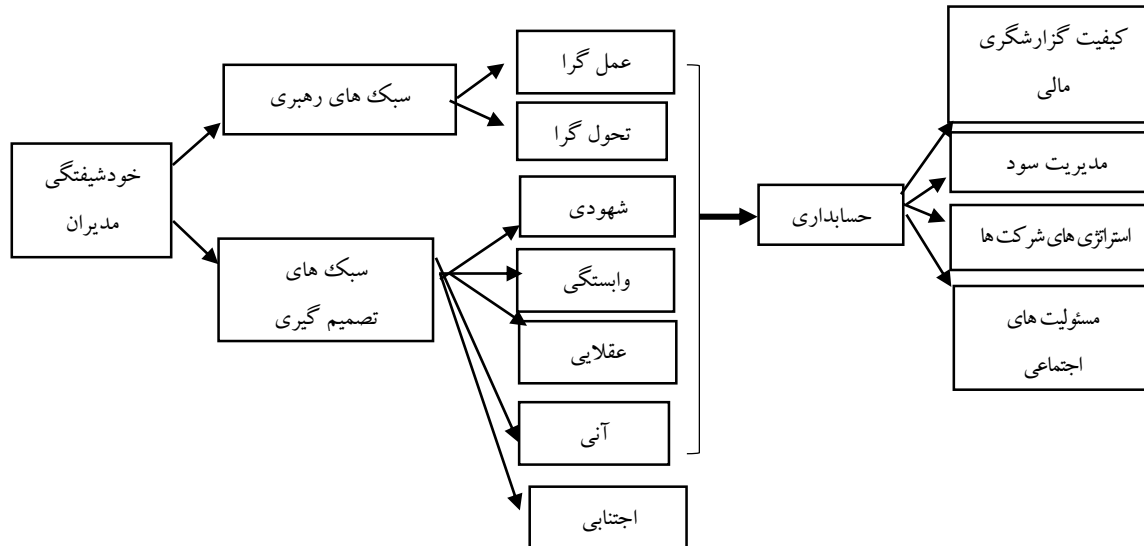 خودشیفتگی
مدیران
سبک های رهبری
سبک های
تصمیم گیری
عمل گرا
تحول گرا
شهودی
وابستگی
عقلایی
آنی
اجتنابی
حسابداری
کیفیت گزارشگری
مالی
مدیریت سود
استراتژی های شرکت ها
مسئولیت های
اجتماعی